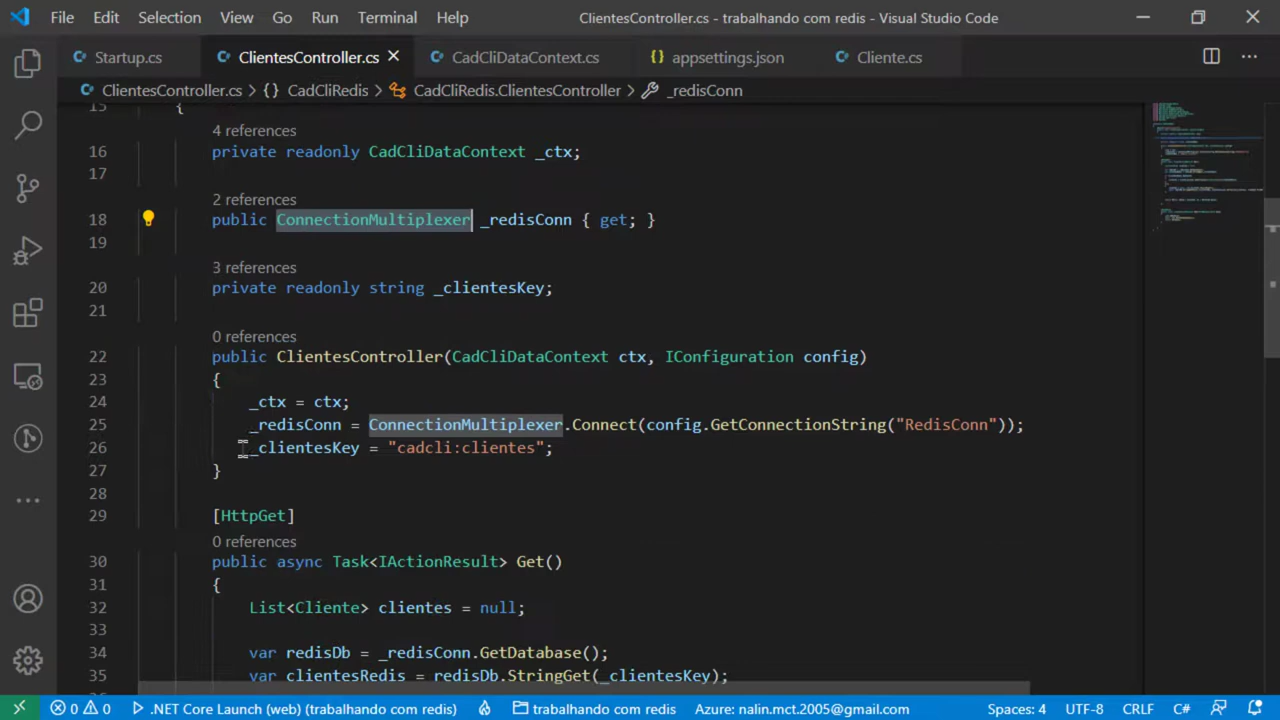 File Edit Selection View Go Run Terminal Help ClientesController.cs - trabalhando com redis - Visual Studio Code
Startup.cs ClientesController.cs CadCliDataContext.cs appsettings.json Cliente.cs
ClientesController.cs > {} CadCliRedis > CadCliRedis.ClientesController > _redisConn
15 {
4 references
16 private readonly CadCliDataContext _ctx;
17
2 references
18 public ConnectionMultiplexer _redisConn { get; }
19
3 references
20 private readonly string _clientesKey;
21
0 references
22 public ClientesController(CadCliDataContext ctx, IConfiguration config)
23 {
24 _ctx = ctx;
25 _redisConn = ConnectionMultiplexer.Connect(config.GetConnectionString("RedisConn"));
26 _clientesKey = "cadcli:clientes";
27 }
28
29 [HttpGet]
0 references
30 public async Task<IActionResult> Get()
31 {
32 List<Cliente> clientes = null;
33
34 var redisDb = _redisConn.GetDatabase();
35 var clientesRedis = redisDb.StringGet(_clientesKey);
0 0 .NET Core Launch (web) (trabalhando com redis) trabalhando com redis Azure: nalin.mct.2005@gmail.com Spaces: 4 UTF-8 CRLF C#